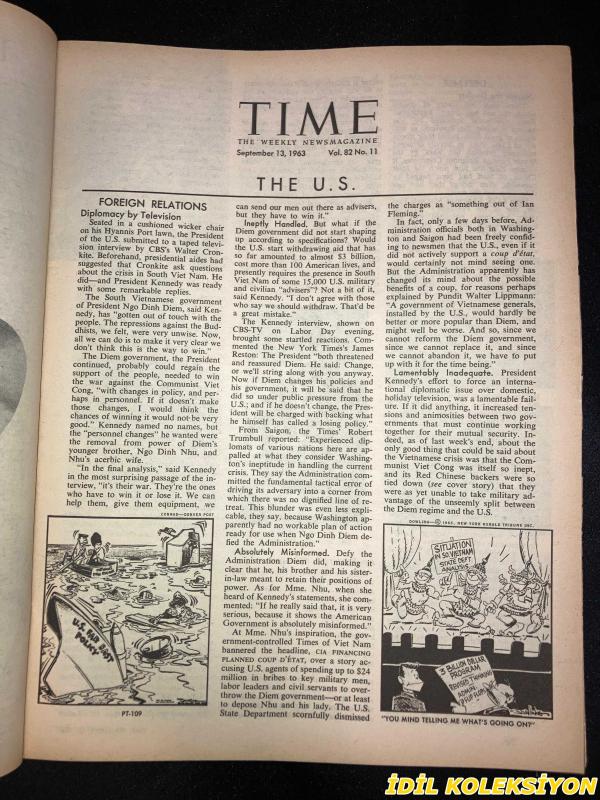 TIME
THE WEEKLY NEWSMAGAZINE
September 13, 1963 Vol. 82 No. 11
THE U.S.
FOREIGN RELATIONS
Diplomacy by Television
Seated in a cushioned wicker chair
on his Hyannis Port lawn, the President
of the U.S. submitted to a taped televi-
sion interview by CBS's Walter Cron-
kite. Beforehand, presidential aides had
suggested that Cronkite ask questions
about the crisis in South Viet Nam. He
did—and President Kennedy was ready
with some remarkable replies.
The South Vietnamese government
of President Ngo Dinh Diem, said Ken-
nedy, has "gotten out of touch with the
people. The repressions against the Bud-
dhists, we felt, were very unwise. Now,
all we can do is to make it very clear we
don't think this is the way to win."
The Diem government, the President
continued, probably could regain the
support of the people, needed to win
the war against the Communist Viet
Cong, "with changes in policy, and per-
haps in personnel. If it doesn't make
those changes, I would think the
chances of winning it would not be very
good." Kennedy named no names, but
the "personnel changes" he wanted were
the removal from power of Diem's
younger brother, Ngo Dinh Nhu, and
Nhu's acerbic wife.
"In the final analysis," said Kennedy
in the most surprising passage of the in-
terview, "it's their war. They're the ones
who have to win it or lose it. We can
help them, give them equipment, we
CONRAD—DENVER POST
U.S. RED SEA POLICY
PT-109
can send our men out there as advisers,
but they have to win it."
Ineptly Handled. But what if the
Diem government did not start shaping
up according to specifications? Would
the U.S. start withdrawing aid that has
so far amounted to almost $3 billion,
cost more than 100 American lives, and
presently requires the presence in South
Viet Nam of some 15,000 U.S. military
and civilian "advisers"? Not a bit of it,
said Kennedy. "I don't agree with those
who say we should withdraw. That'd be
a great mistake."
The Kennedy interview, shown on
CBS-TV on Labor Day evening,
brought some startled reactions. Com-
mented the New York Times's James
Reston: The President "both threatened
and reassured Diem. He said: Change,
or we'll string along with you anyway.
Now if Diem changes his policies and
his government, it will be said that he
did so under public pressure from the
U.S.; and if he doesn't change, the Pres-
ident will be charged with backing what
he himself has called a losing policy."
From Saigon, the Times' Robert
Trumbull reported: "Experienced dip-
lomats of various nations here are ap-
palled at what they consider Washing-
ton's ineptitude in handling the current
crisis. They say the Administration com-
mitted the fundamental tactical error of
driving its adversary into a corner from
which there was no dignified line of re-
treat. This blunder was even less expli-
cable, they say, because Washington ap-
parently had no workable plan of action
ready for use when Ngo Dinh Diem de-
fied the Administration."
Absolutely Misinformed. Defy the
Administration Diem did, making it
clear that he, his brother and his sister-
in-law meant to retain their positions of
power. As for Mme. Nhu, when she
heard of Kennedy's statements, she com-
mented: "If he really said that, it is very
serious, because it shows the American
Government is absolutely misinformed."
At Mme. Nhu's inspiration, the gov-
ernment-controlled Times of Viet Nam
bannered the headline, CIA FINANCING
PLANNED COUP D'ÉTAT, over a story ac-
cusing U.S. agents of spending up to $24
million in bribes to key military men,
labor leaders and civil servants to over-
throw the Diem government—or at least
to depose Nhu and his lady. The U.S.
State Department scornfully dismissed
the charges as "something out of Ian
Fleming."
In fact, only a few days before, Ad-
ministration officials both in Washing-
ton and Saigon had been freely confid-
ing to newsmen that the U.S., even if it
did not actively support a coup d'état,
would certainly not mind seeing one.
But the Administration apparently has
changed its mind about the possible
benefits of a coup, for reasons perhaps
explained by Pundit Walter Lippmann:
"A government of Vietnamese generals,
installed by the U.S., would hardly be
better or more popular than Diem, and
might well be worse. And so, since we
cannot reform the Diem government,
since we cannot replace it, and since
we cannot abandon it, we have to put
up with it for the time being."
Lamentably Inadequate. President
Kennedy's effort to force an interna-
tional diplomatic issue over domestic,
holiday television, was a lamentable fail-
ure. If it did anything, it increased ten-
sions and animosities between two gov-
ernments that must continue working
together for their mutual security. In-
deed, as of last week's end, about the
only good thing that could be said about
the Vietnamese crisis was that the Com-
munist Viet Cong was itself so inept,
and its Red Chinese backers were so
tied down (see cover story) that they
were as yet unable to take military ad-
vantage of the unseemly split between
the Diem regime and the U.S.
DOWLING—© 1963, NEW YORK HERALD TRIBUNE INC.
SITUATION
IN SO. VIETNAM
STATE DEPT
ANALYSIS
3 BILLION DOLLAR
PROGRAM
"YOU MIND TELLING ME WHAT'S GOING ON?"
İDİL KOLEKSİYON